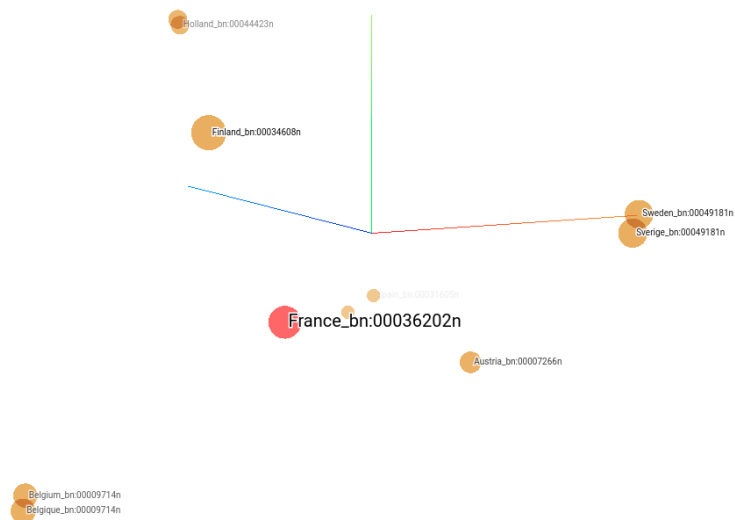 Holland_bn:00044423n
Finland_bn:00034608n
Sweden_bn:00049181n
Sverige_bn:00049181n
France_bn:00036202n
Austria_bn:00007266n
Belgium_bn:00009714n
Belgique_bn:00009714n